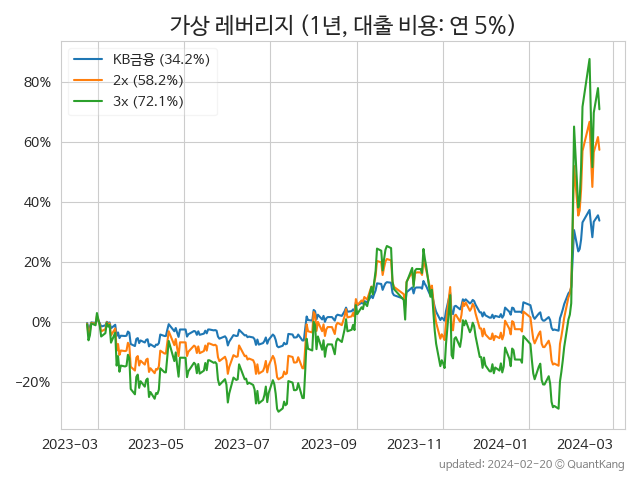 가상 레버리지 (1년, 대출 비용: 연 5%)
KB금융 (34.2%)
2x (58.2%)
3x (72.1%)
80%
60%
40%
20%
0%
−20%
2023-03 2023-05 2023-07 2023-09 2023-11 2024-01 2024-03
updated: 2024-02-20 © QuantKang